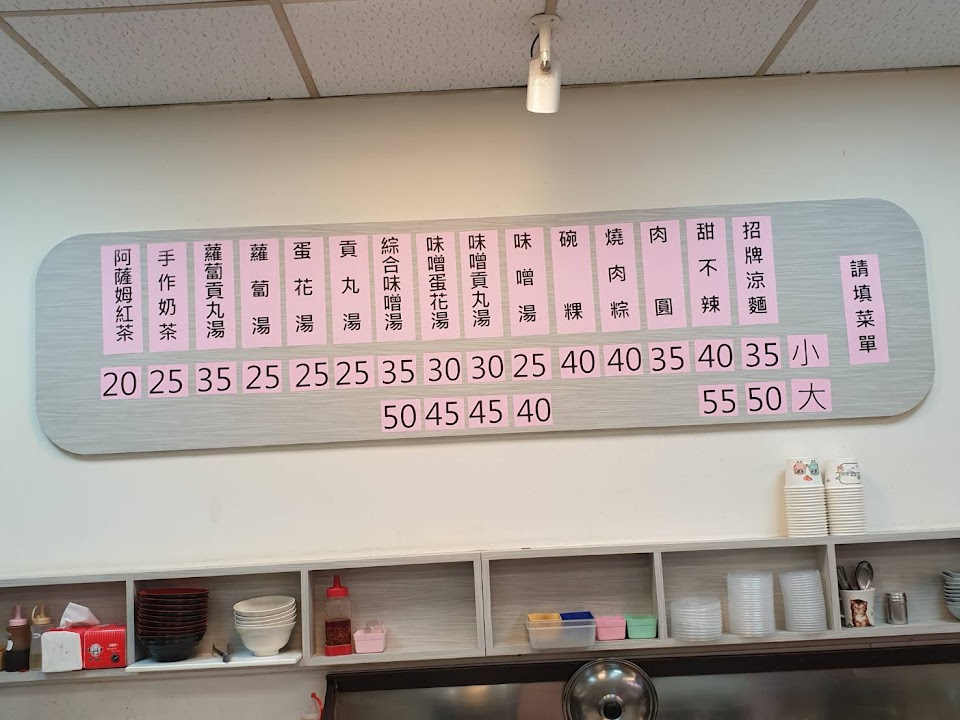 請填菜單
小
大
招牌涼麵
35
50
甜不辣
40
55
肉圓
35
燒肉粽
40
碗粿
40
味噌湯
25
40
味噌貢丸湯
30
45
味噌蛋花湯
30
45
綜合味噌湯
35
50
貢丸湯
25
蛋花湯
25
蘿蔔湯
25
蘿蔔貢丸湯
35
手作奶茶
25
阿薩姆紅茶
20